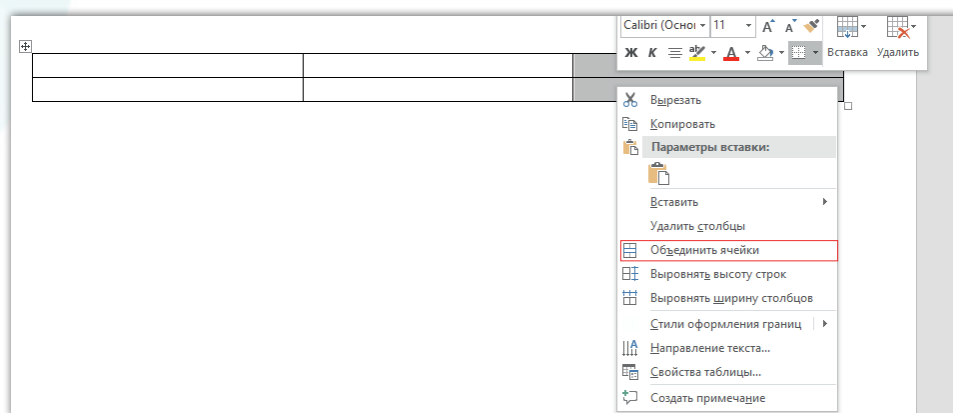 Calibri (Осно 11 A A
Ж К ab A Вставка Удалить
Вырезать
Копировать
Параметры вставки:
Вставить
Удалить столбцы
Объединить ячейки
Выровнять высоту строк
Выровнять ширину столбцов
Стили оформления границ
Направление текста...
Свойства таблицы...
Создать примечание